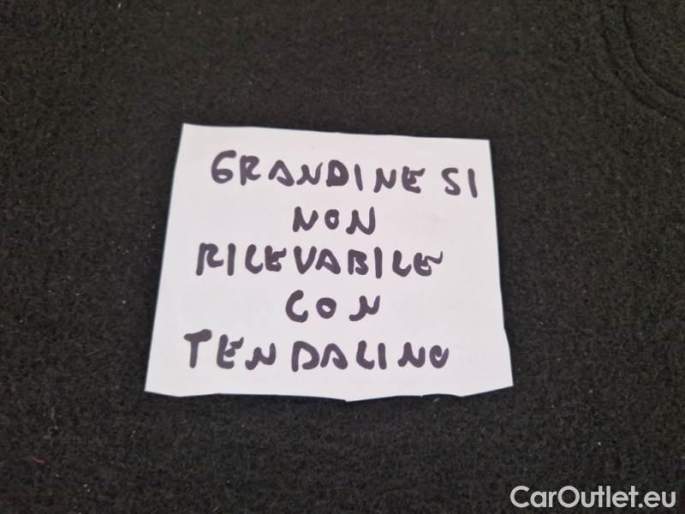 GRANDINE SI
NON
RILEVABILE
CON
TENDALINO
CarOutlet.eu